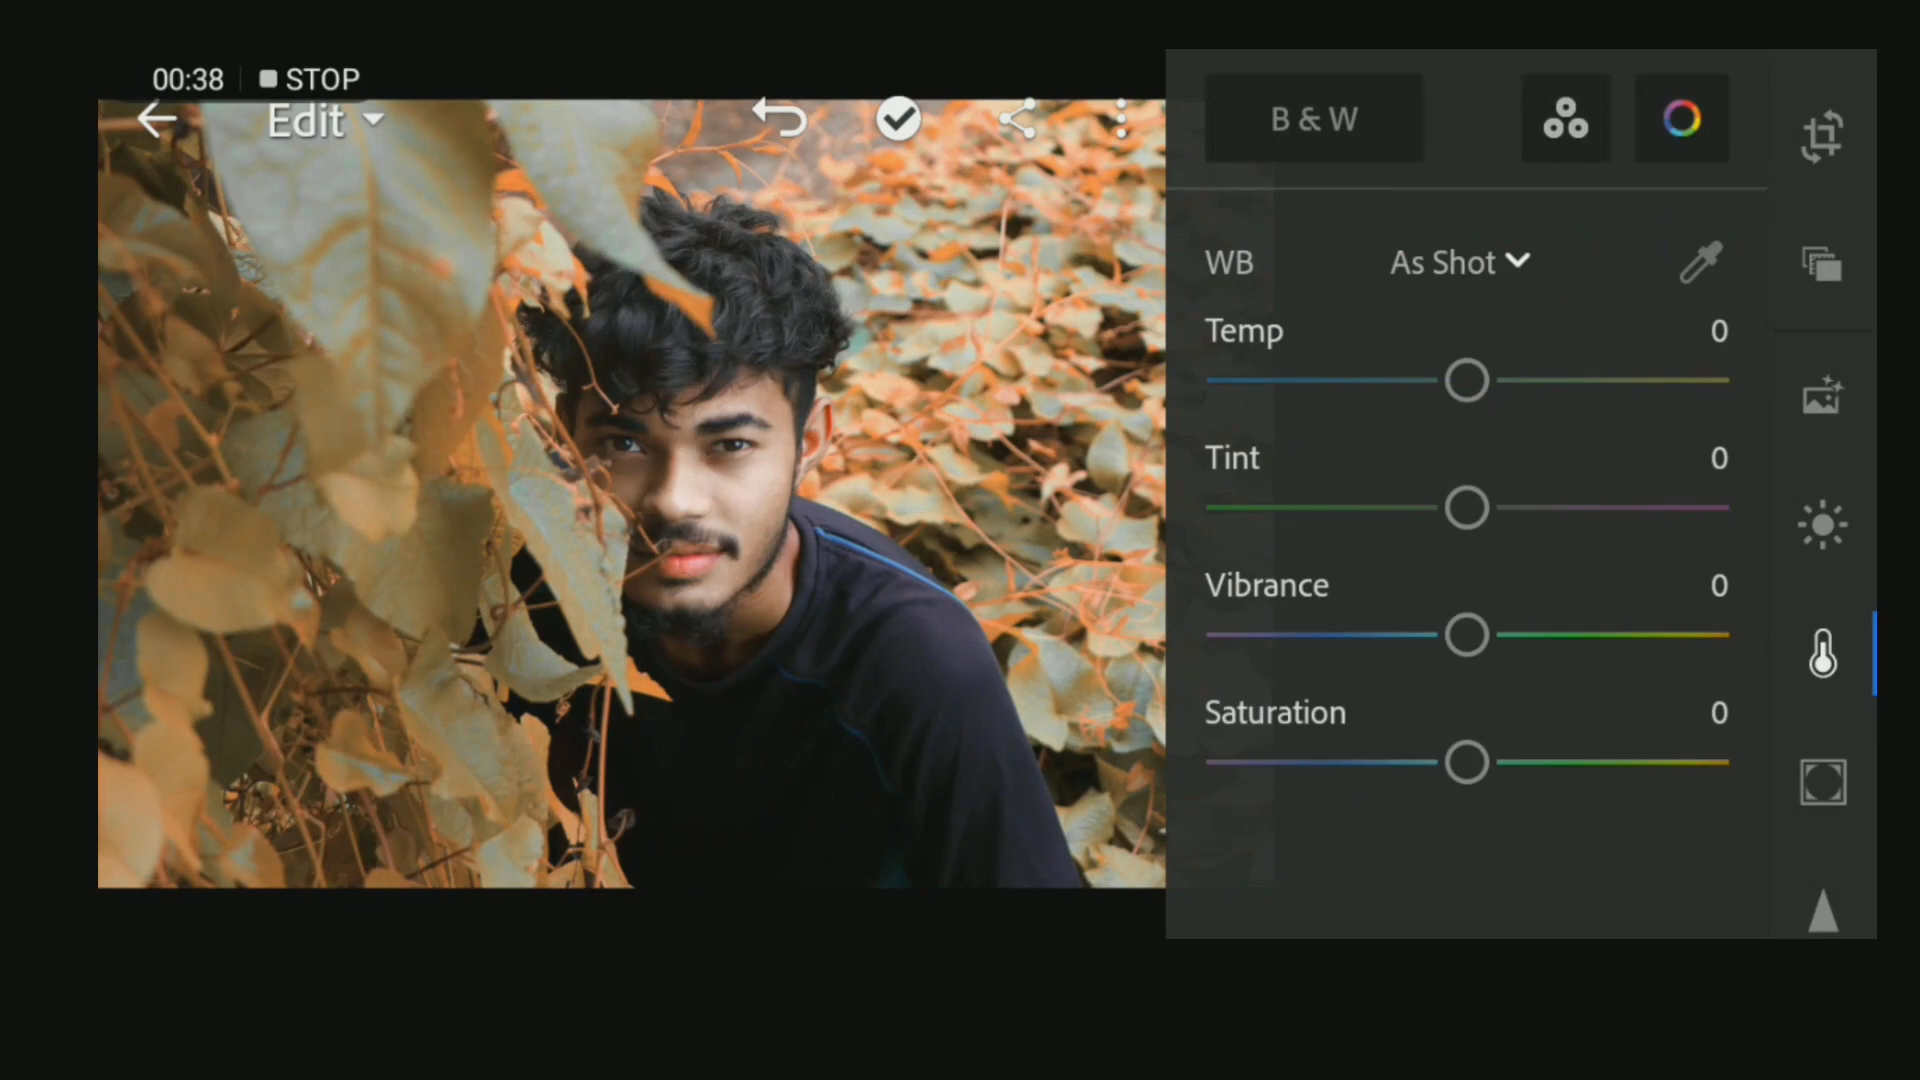 00:38 STOP
Edit
B & W
WB As Shot
Temp 0
Tint 0
Vibrance 0
Saturation 0